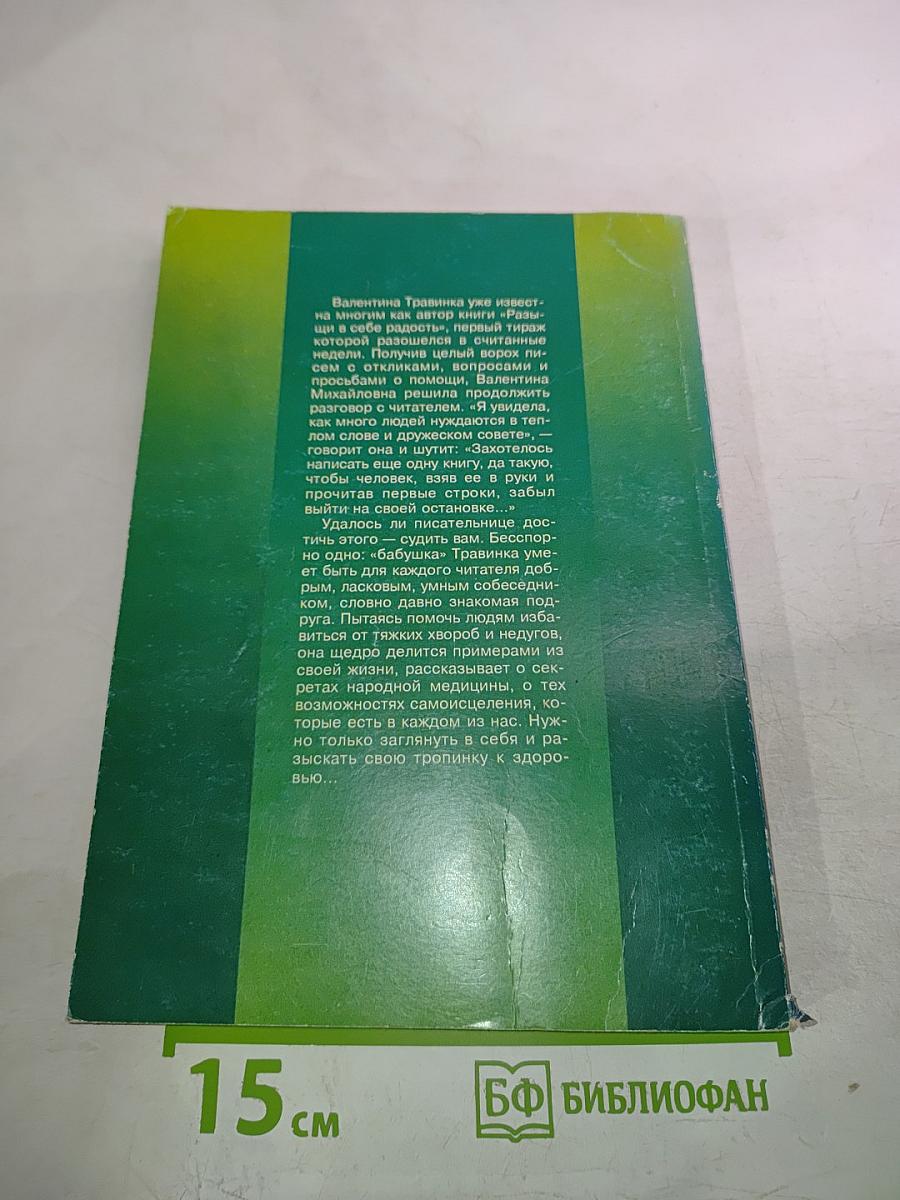 Валентина Травинка уже извест-
на многим как автор книги «Разы-
щи в себе радость», первый тираж
которой разошелся в считанные
недели. Получив целый ворох пи-
сем с откликами, вопросами и
просьбами о помощи, Валентина
Михайловна решила продолжить
разговор с читателем. «Я увидела,
как много людей нуждаются в теп-
лом слове и дружеском совете», —
говорит она и шутит: «Захотелось
написать еще одну книгу, да такую,
чтобы человек, взяв ее в руки и
прочитав первые строки, забыл
выйти на своей остановке...»
Удалось ли писательнице дос-
тичь этого — судить вам. Бесспор-
но одно: «бабушка» Травинка уме-
ет быть для каждого читателя доб-
рым, ласковым, умным собеседни-
ком, словно давно знакомая под-
руга. Пытаясь помочь людям изба-
виться от тяжких хвороб и недугов,
она щедро делится примерами из
своей жизни, рассказывает о сек-
ретах народной медицины, о тех
возможностях самоисцеления, ко-
торые есть в каждом из нас. Нуж-
но только заглянуть в себя и ра-
зыскать свою тропинку к здоро-
вью...
15 см
БФ БИБЛИОФАН